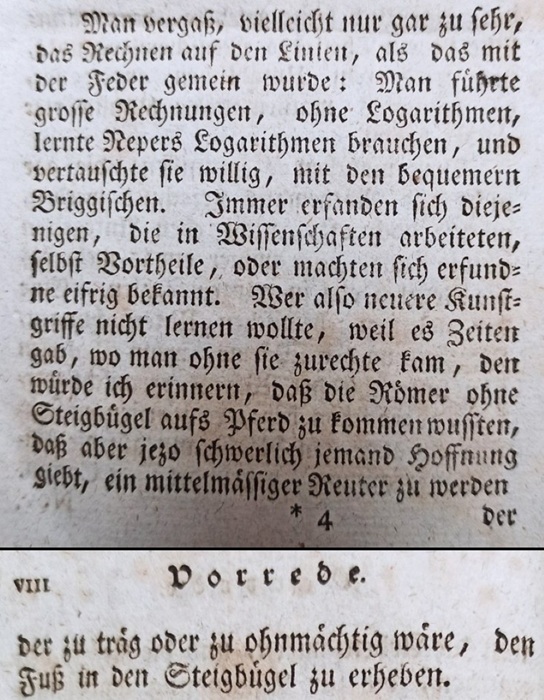 Man vergaß, vielleicht nur gar zu sehr,
das Rechnen auf den Linien, als das mit
der Feder gemein wurde: Man führte
grosse Rechnungen, ohne Logarithmen,
lernte Nepers Logarithmen brauchen, und
vertauschte sie willig, mit den bequemern
Briggischen. Immer erfanden sich dieje-
nigen, die in Wissenschaften arbeiteten,
selbst Vortheile, oder machten sich erfund-
ne eifrig bekannt. Wer also neuere Kunst-
griffe nicht lernen wollte, weil es Zeiten
gab, wo man ohne sie zurechte kam, den
würde ich erinnern, daß die Römer ohne
Steigbügel aufs Pferd zu kommen wussten,
daß aber jezo schwerlich jemand Hoffnung
giebt, ein mittelmässiger Reuter zu werden
* 4 der
VIII Vorrede.
der zu träg oder zu ohnmächtig wäre, den
Fuß in den Steigbügel zu erheben.